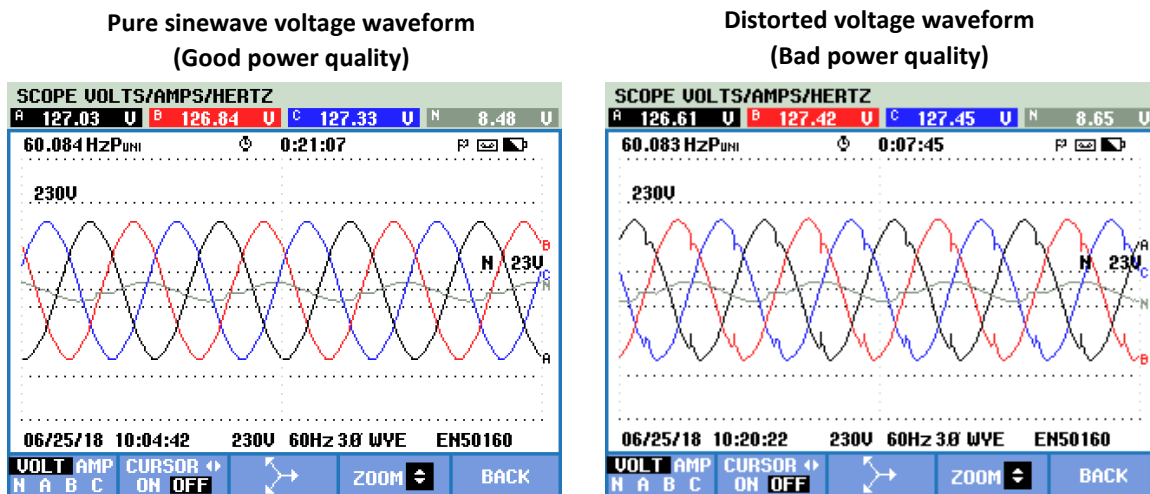 Pure sinewave voltage waveform
(Good power quality)
SCOPE VOLTS/AMPS/HERTZ
A 127.03 V B 126.84 V C 127.33 V N 8.48 V
60.084 HzPUNI 0:21:07 P
230V
B
N 23V
C
N
A
06/25/18 10:04:42 230V 60Hz 3Ø WYE EN50160
VOLT AMP CURSOR
N A B C ON OFF ZOOM BACK
Distorted voltage waveform
(Bad power quality)
SCOPE VOLTS/AMPS/HERTZ
A 126.61 V B 127.42 V C 127.45 V N 8.65 V
60.083 HzPUNI 0:07:45 P
230V
A
N 23V
C
N
B
06/25/18 10:20:22 230V 60Hz 3Ø WYE EN50160
VOLT AMP CURSOR
N A B C ON OFF ZOOM BACK